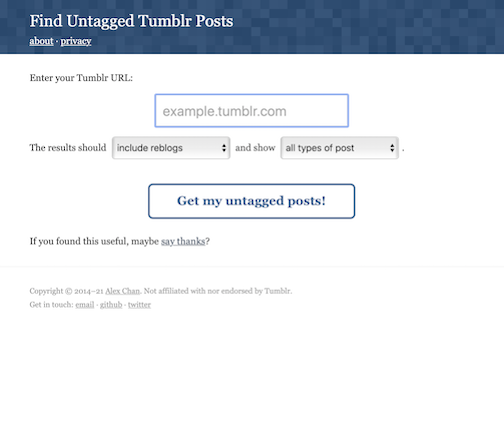 Find Untagged Tumblr Posts
about · privacy
Enter your Tumblr URL:
example.tumblr.com
The results should include reblogs and show all types of post .
Get my untagged posts!
If you found this useful, maybe say thanks?
Copyright © 2014–21 Alex Chan. Not affiliated with nor endorsed by Tumblr.
Get in touch: email · github · twitter